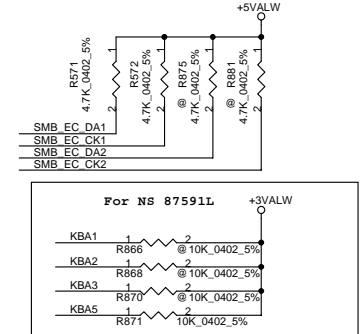 +5VALW
1 1 1 1
R571
4.7K_0402_5%
R572
4.7K_0402_5%
R875
@ 4.7K_0402_5%
R881
@ 4.7K_0402_5%
2 2 2 2
SMB_EC_DA1
SMB_EC_CK1
SMB_EC_DA2
SMB_EC_CK2
For NS 87591L +3VALW
KBA1 1 2
R866 @ 10K_0402_5%
KBA2 1 2
R868 @ 10K_0402_5%
KBA3 1 2
R870 @ 10K_0402_5%
KBA5 1 2
R871 10K_0402_5%